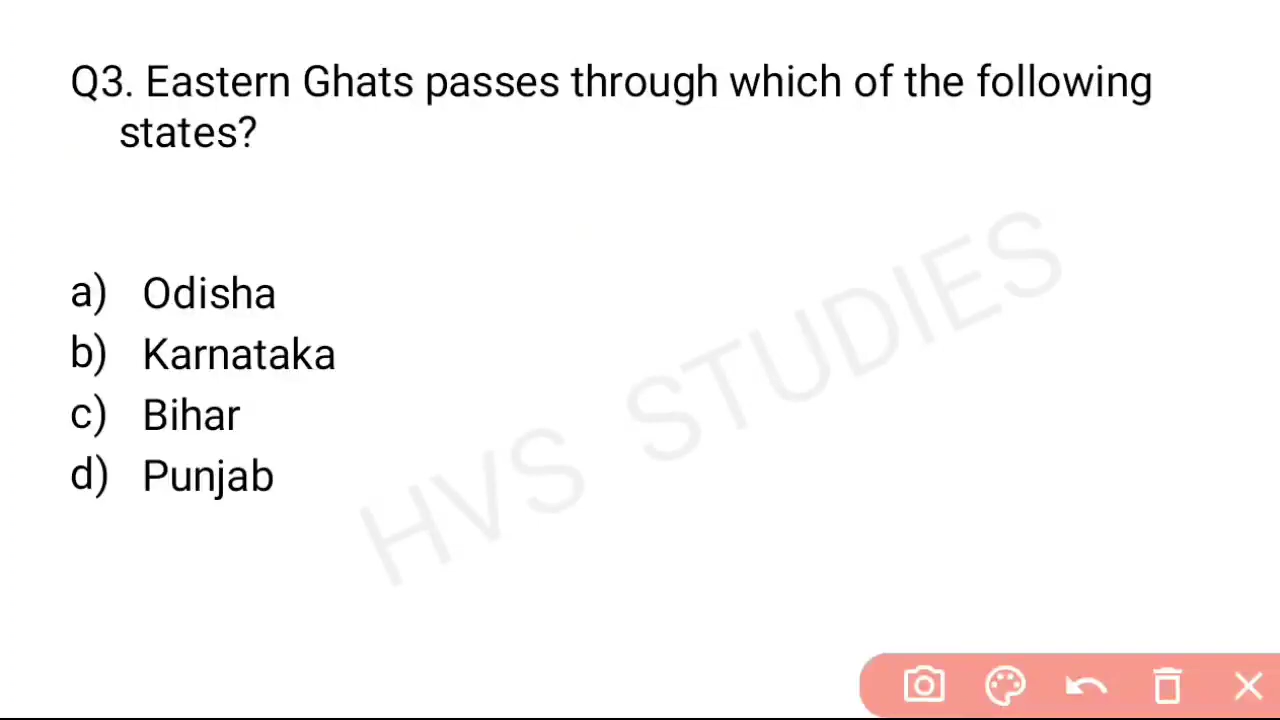 Q3. Eastern Ghats passes through which of the following
states?
a) Odisha
b) Karnataka
c) Bihar
d) Punjab
HVS STUDIES